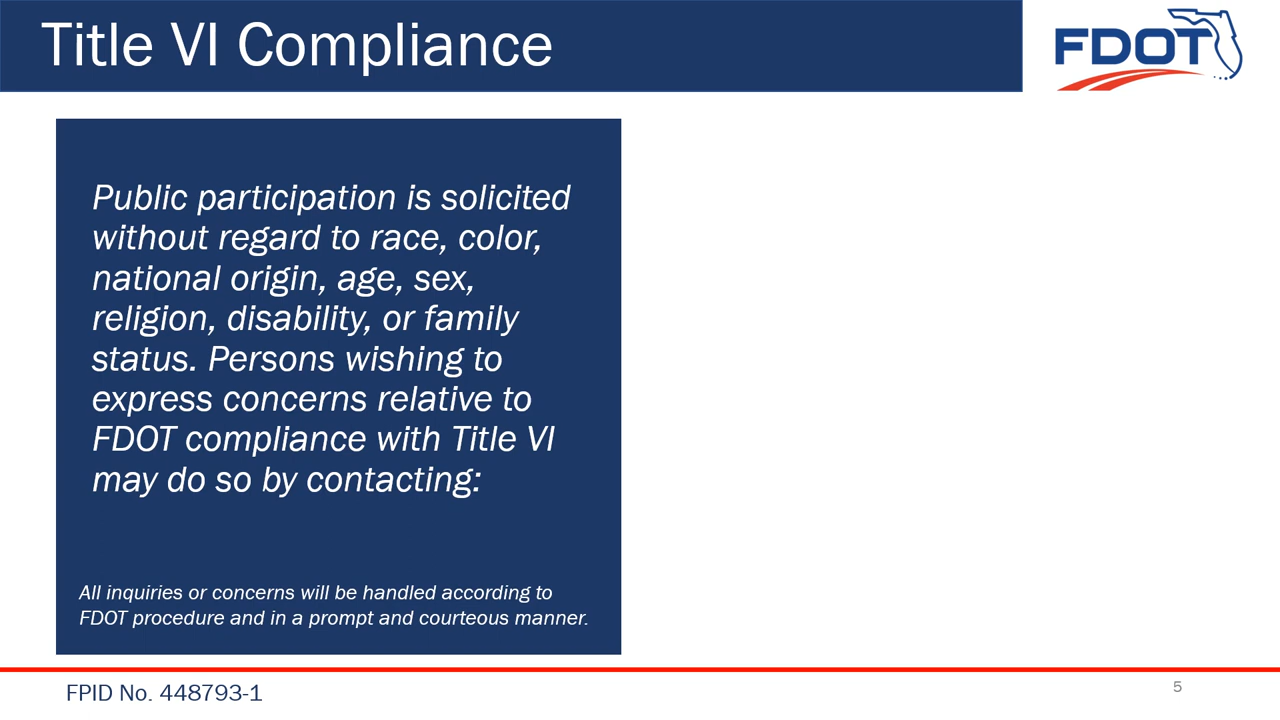 Title VI Compliance
FDOT
Public participation is solicited
without regard to race, color,
national origin, age, sex,
religion, disability, or family
status. Persons wishing to
express concerns relative to
FDOT compliance with Title VI
may do so by contacting:
All inquiries or concerns will be handled according to
FDOT procedure and in a prompt and courteous manner.
FPID No. 448793-1
5